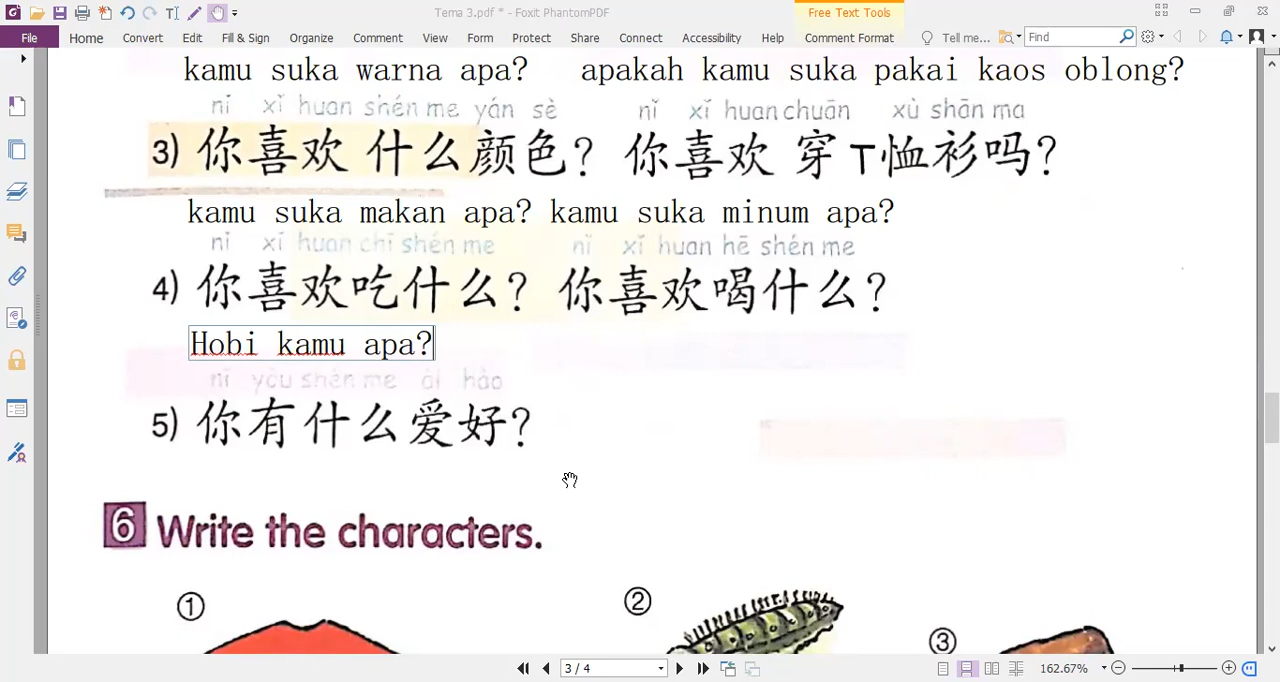 Tema 3.pdf * - Foxit PhantomPDF
Free Text Tools
File Home Convert Edit Fill & Sign Organize Comment View Form Protect Share Connect Accessibility Help Comment Format Tell me... Find
kamu suka warna apa? apakah kamu suka pakai kaos oblong?
nǐ xǐ huan shén me yán sè nǐ xǐ huan chuān xù shān ma
3) 你喜欢 什么颜色? 你喜欢 穿T恤衫吗?
kamu suka makan apa? kamu suka minum apa?
nǐ xǐ huan chī shén me nǐ xǐ huan hē shén me
4) 你喜欢吃什么? 你喜欢喝什么?
Hobi kamu apa?
nǐ yǒu shén me ài hào
5) 你有什么爱好?
6 Write the characters.
① ② ③
3 / 4 162.67%